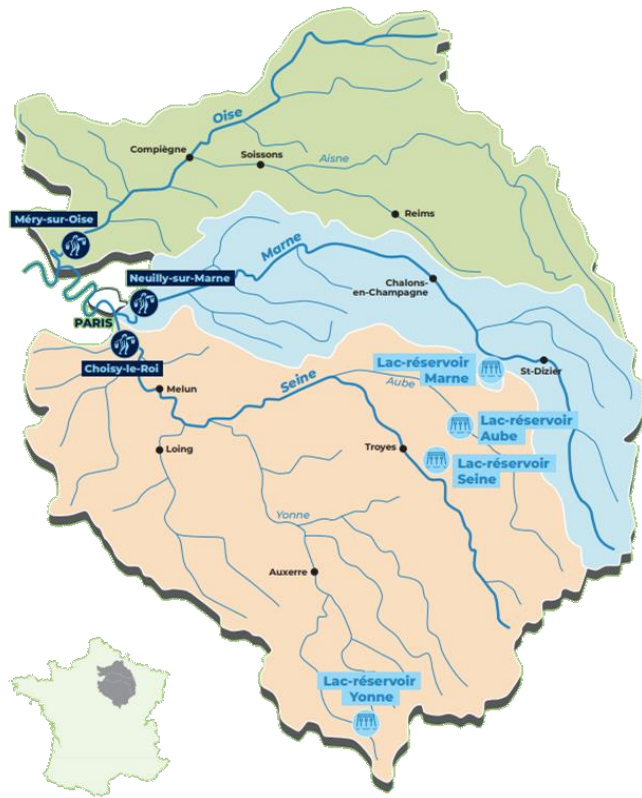 Oise
Compiègne
Soissons
Aisne
Reims
Méry-sur-Oise
Marne
Neuilly-sur-Marne
Chalons-
en-Champagne
PARIS
Choisy-le-Roi
Lac-réservoir
Marne
St-Dizier
Melun
Seine
Aube
Lac-réservoir
Aube
Troyes
Loing
Lac-réservoir
Seine
Yonne
Auxerre
Lac-réservoir
Yonne